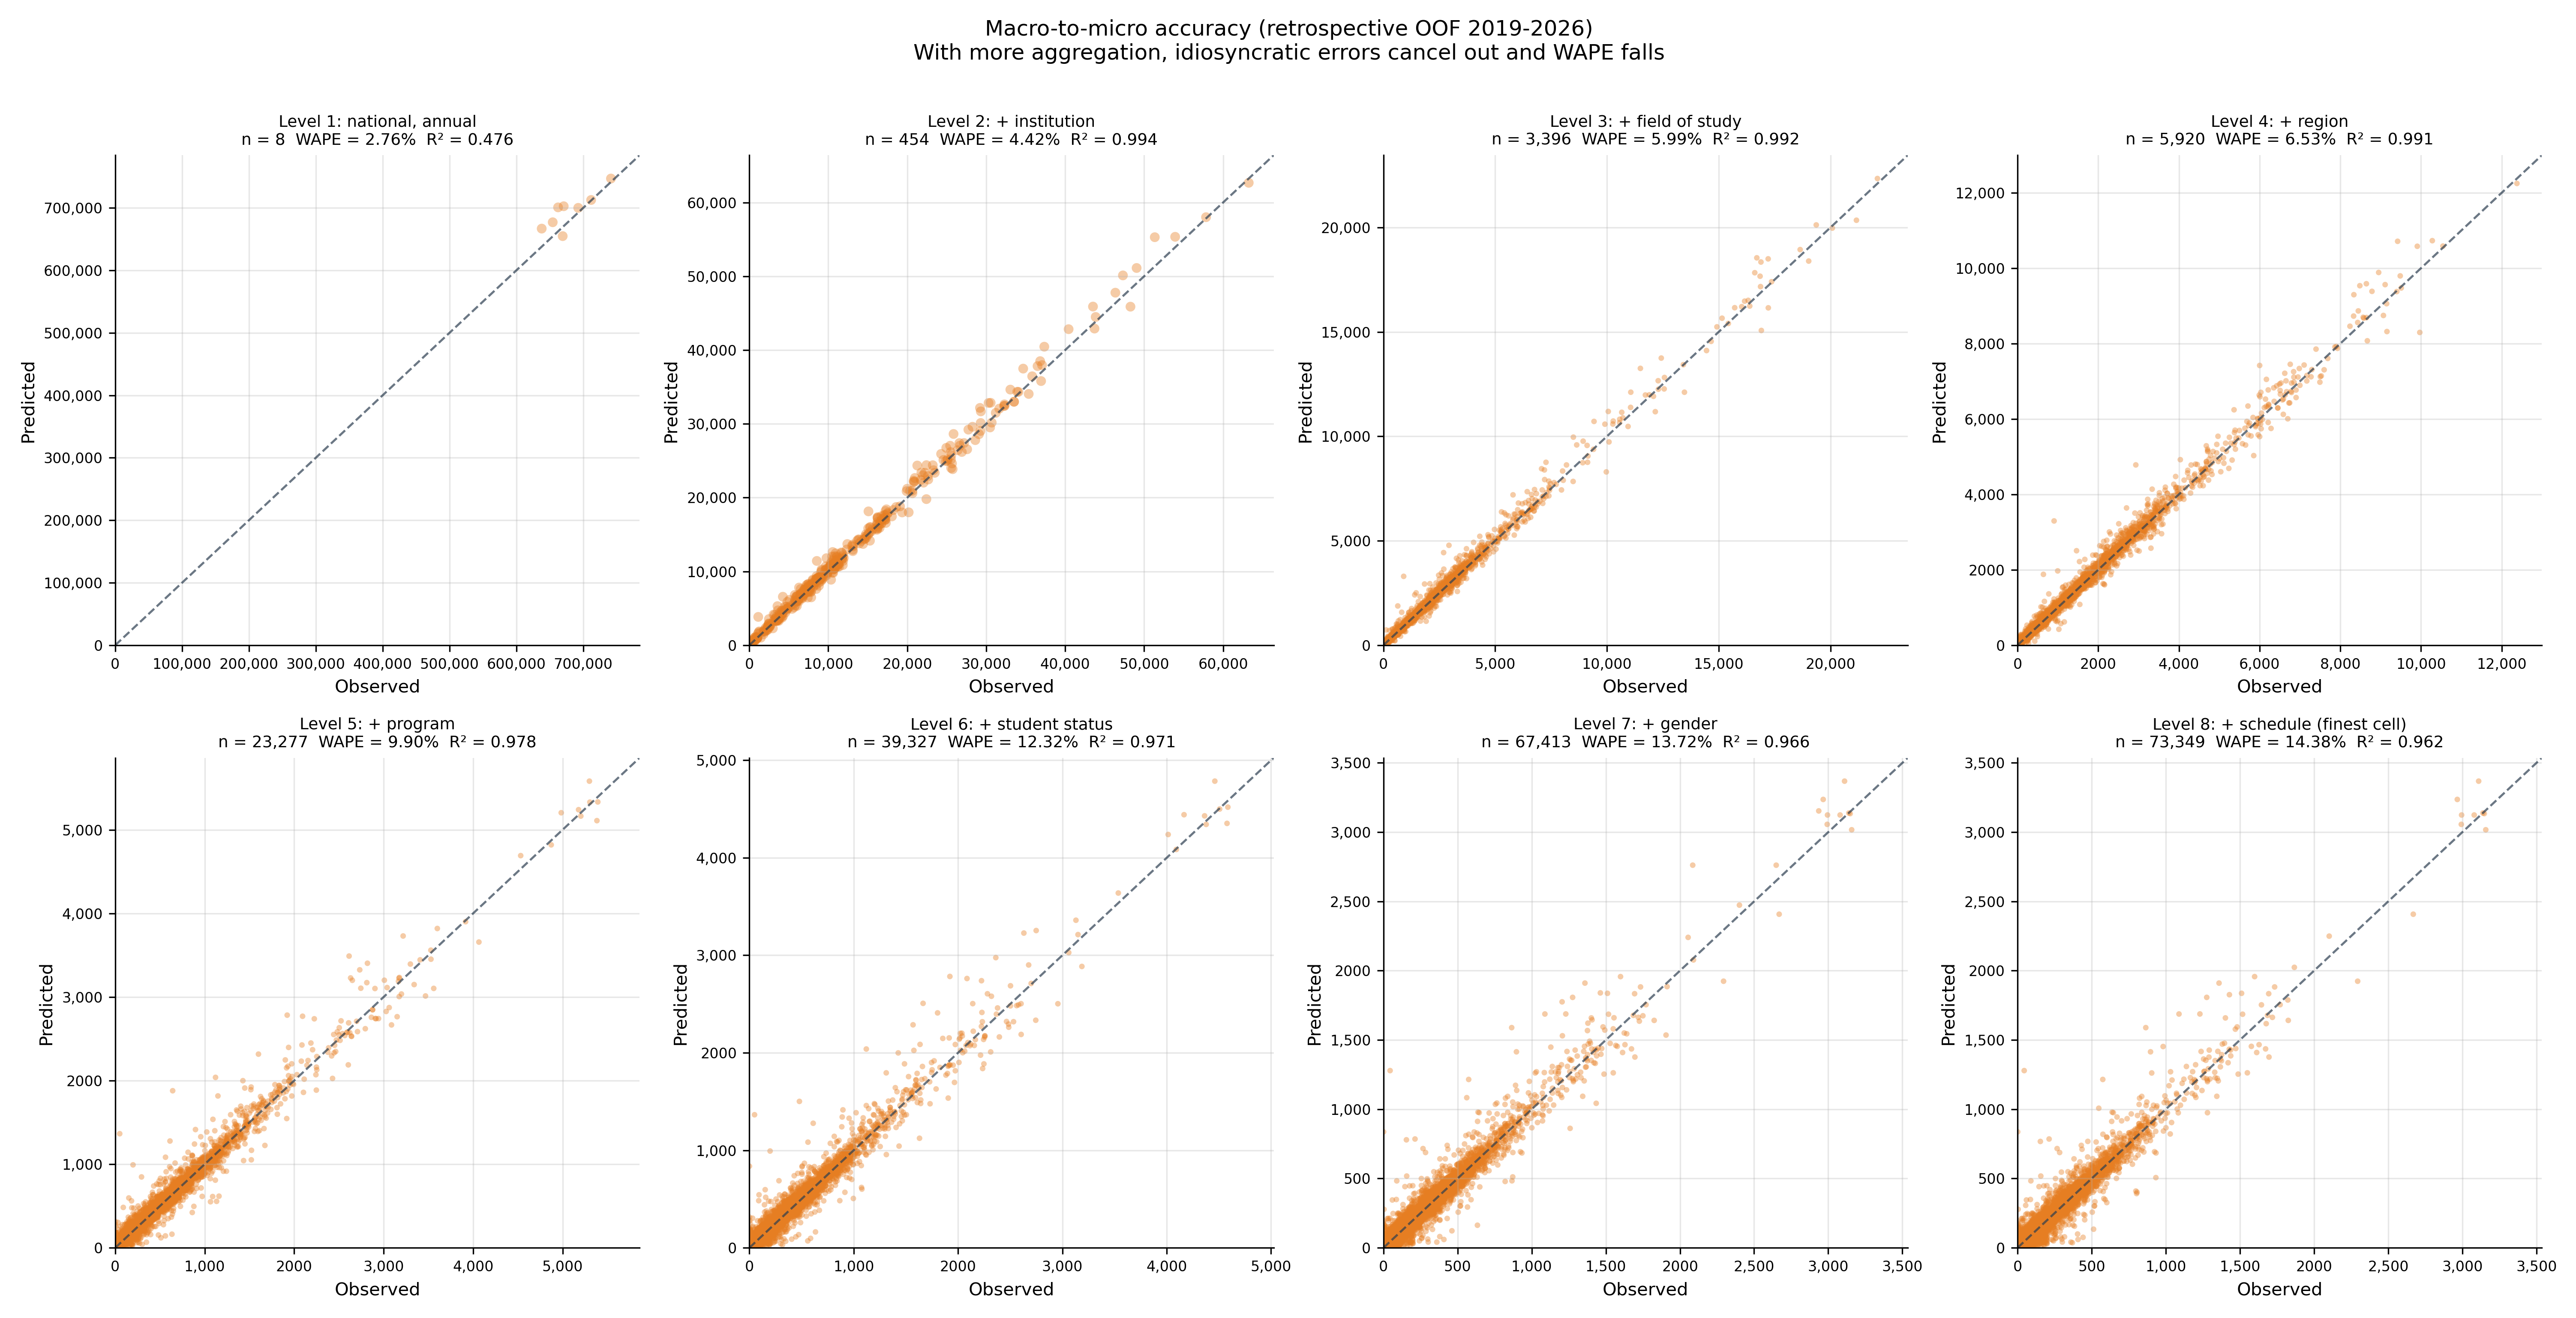 Macro-to-micro accuracy (retrospective OOF 2019-2026)
With more aggregation, idiosyncratic errors cancel out and WAPE falls
Level 1: national, annual
n = 8  WAPE = 2.76%  R² = 0.476
Predicted
700,000
600,000
500,000
400,000
300,000
200,000
100,000
0
0 100,000 200,000 300,000 400,000 500,000 600,000 700,000
Observed
Level 2: + institution
n = 454  WAPE = 4.42%  R² = 0.994
Predicted
60,000
50,000
40,000
30,000
20,000
10,000
0
0 10,000 20,000 30,000 40,000 50,000 60,000
Observed
Level 3: + field of study
n = 3,396  WAPE = 5.99%  R² = 0.992
Predicted
20,000
15,000
10,000
5,000
0
0 5,000 10,000 15,000 20,000
Observed
Level 4: + region
n = 5,920  WAPE = 6.53%  R² = 0.991
Predicted
12,000
10,000
8,000
6,000
4,000
2000
0
0 2000 4,000 6,000 8,000 10,000 12,000
Observed
Level 5: + program
n = 23,277  WAPE = 9.90%  R² = 0.978
Predicted
5,000
4,000
3,000
2000
1,000
0
0 1,000 2000 3,000 4,000 5,000
Observed
Level 6: + student status
n = 39,327  WAPE = 12.32%  R² = 0.971
Predicted
5,000
4,000
3,000
2000
1,000
0
0 1,000 2000 3,000 4,000 5,000
Observed
Level 7: + gender
n = 67,413  WAPE = 13.72%  R² = 0.966
Predicted
3,500
3,000
2,500
2000
1,500
1,000
500
0
0 500 1,000 1,500 2000 2,500 3,000 3,500
Observed
Level 8: + schedule (finest cell)
n = 73,349  WAPE = 14.38%  R² = 0.962
Predicted
3,500
3,000
2,500
2000
1,500
1,000
500
0
0 500 1,000 1,500 2000 2,500 3,000 3,500
Observed